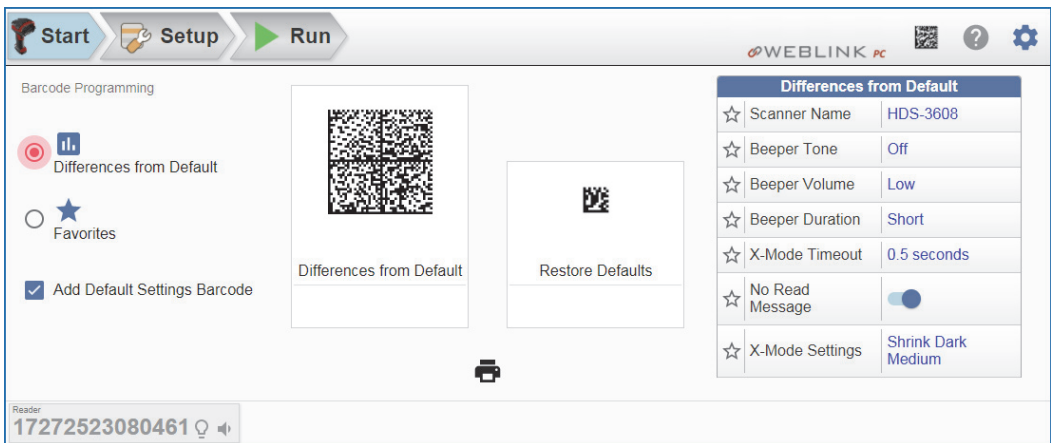 Start
Setup
Run
WEBLINK PC
Barcode Programming
Differences from Default
Favorites
Add Default Settings Barcode
Differences from Default
Restore Defaults
Differences from Default
Scanner Name HDS-3608
Beeper Tone Off
Beeper Volume Low
Beeper Duration Short
X-Mode Timeout 0.5 seconds
No Read
Message
X-Mode Settings Shrink Dark
Medium
Reader
17272523080461